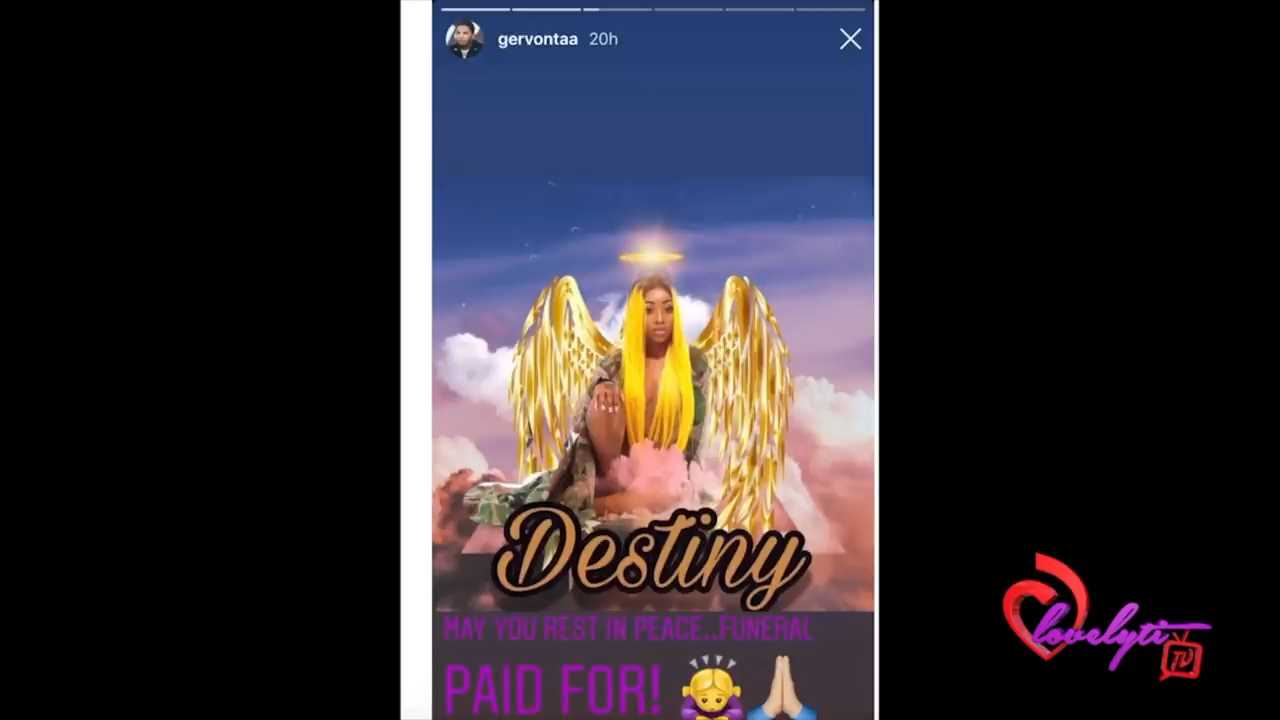 gervontaa 20h
Destiny
MAY YOU REST IN PEACE..FUNERAL
PAID FOR!
lovelyti
TV